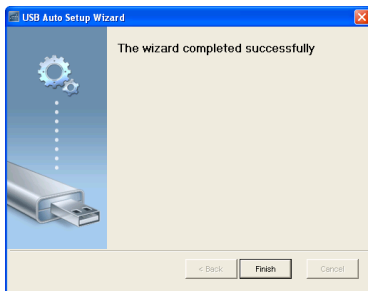 USB Auto Setup Wizard
The wizard completed successfully
< Back
Finish
Cancel